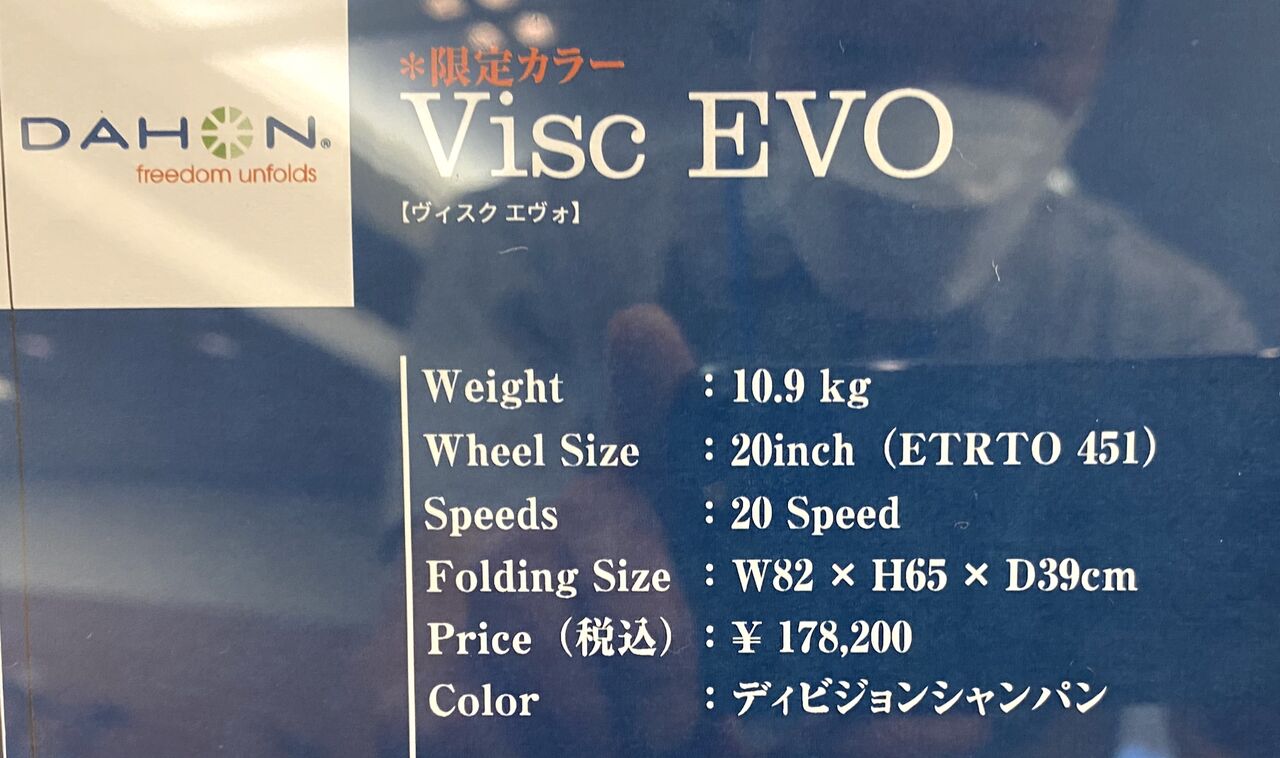 DAHON®
freedom unfolds
＊限定カラー
Visc EVO
【ヴィスク エヴォ】
Weight : 10.9 kg
Wheel Size : 20inch（ETRTO 451）
Speeds : 20 Speed
Folding Size : W82 × H65 × D39cm
Price（税込）: ¥ 178,200
Color : ディビジョンシャンパン